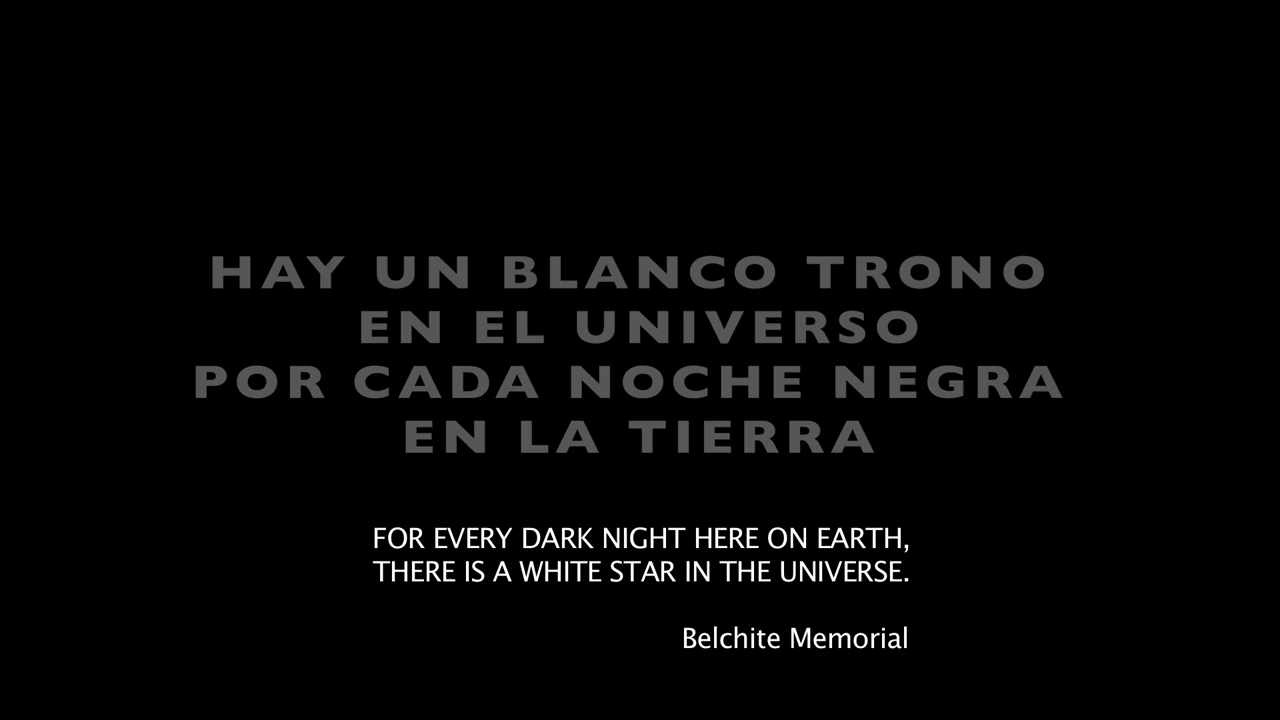 HAY UN BLANCO TRONO
EN EL UNIVERSO
POR CADA NOCHE NEGRA
EN LA TIERRA
FOR EVERY DARK NIGHT HERE ON EARTH,
THERE IS A WHITE STAR IN THE UNIVERSE.
Belchite Memorial